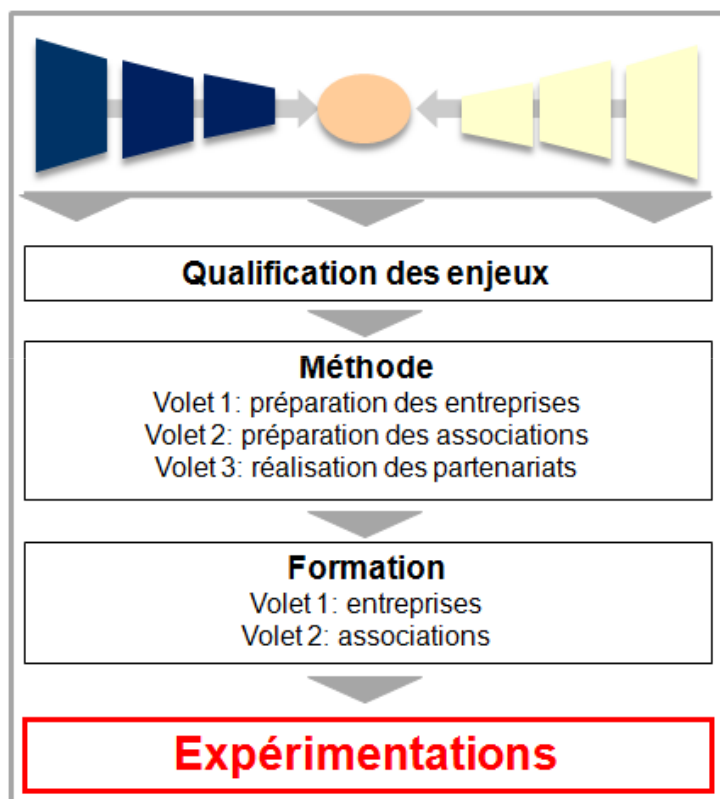 Qualification des enjeux
Méthode
Volet 1: préparation des entreprises
Volet 2: préparation des associations
Volet 3: réalisation des partenariats
Formation
Volet 1: entreprises
Volet 2: associations
Expérimentations